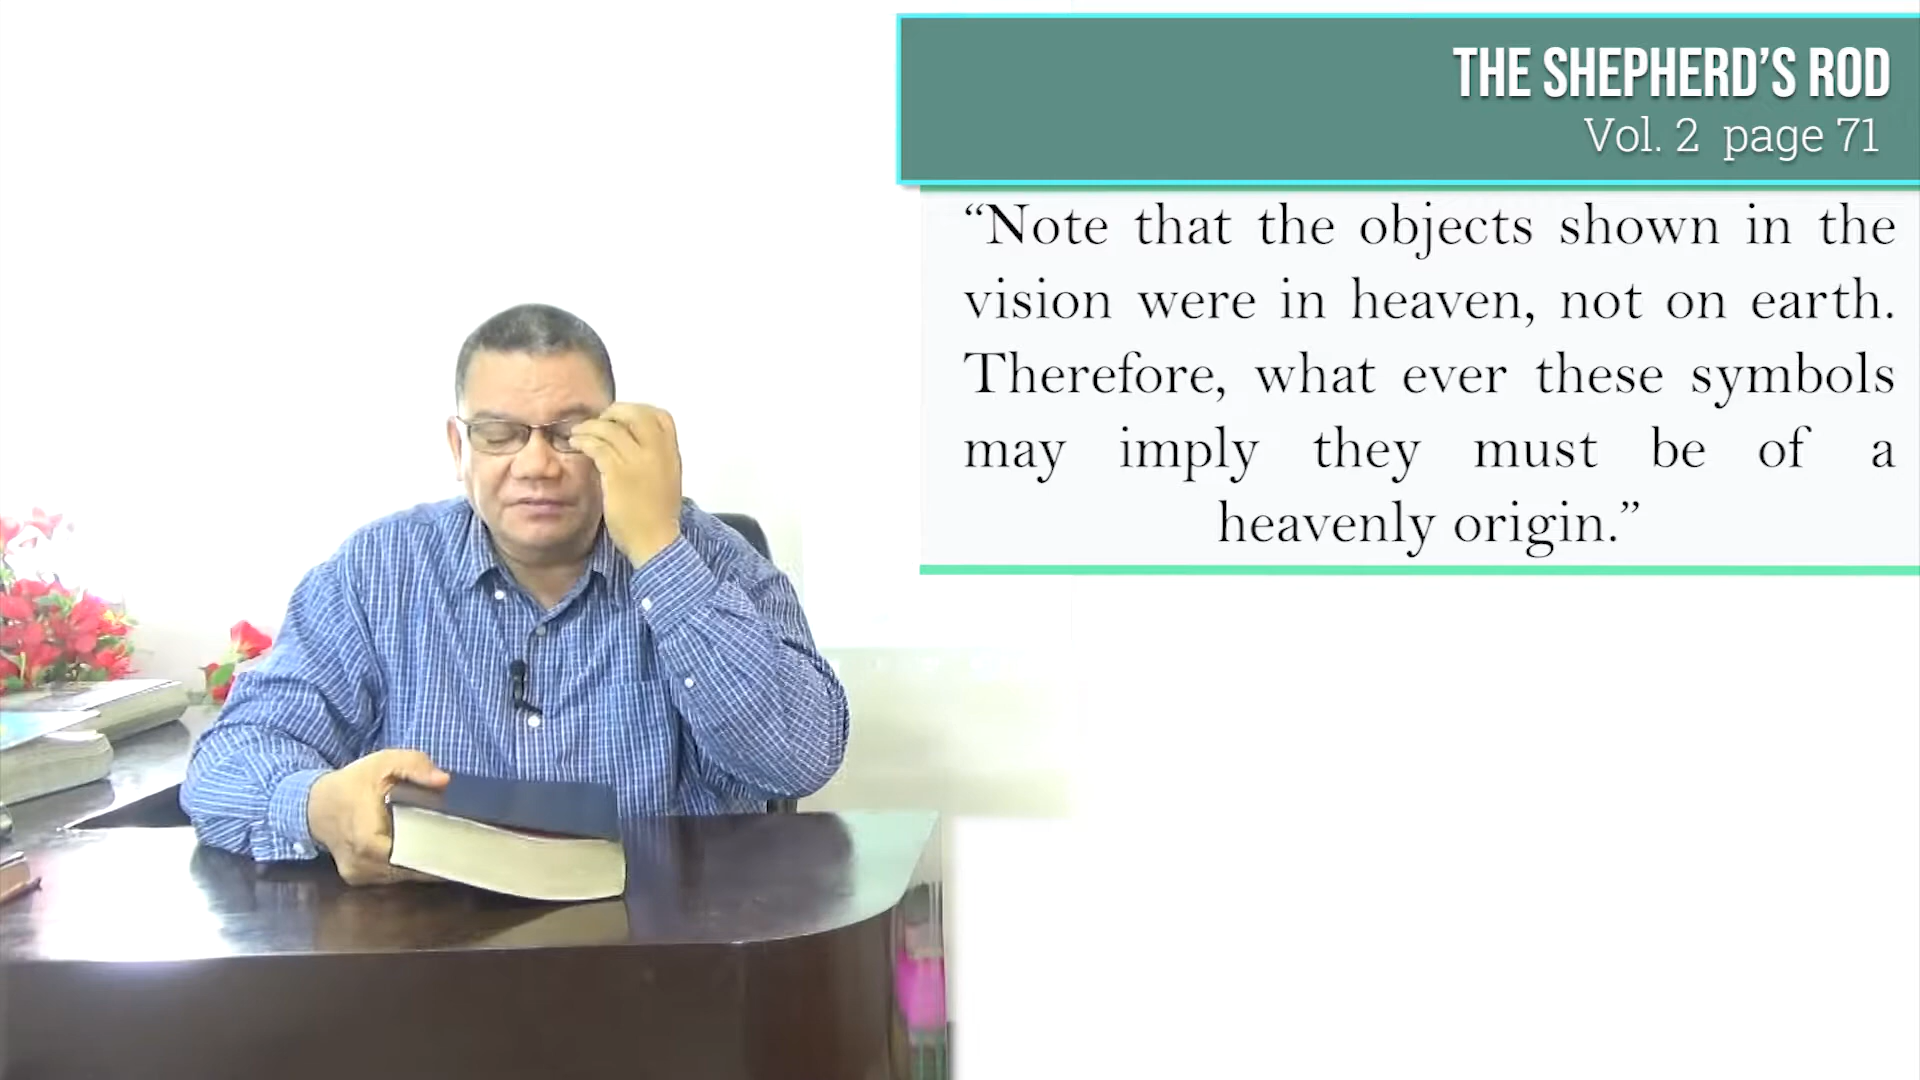 THE SHEPHERD’S ROD
Vol. 2 page 71
“Note that the objects shown in the
vision were in heaven, not on earth.
Therefore, what ever these symbols
may imply they must be of a
heavenly origin.”